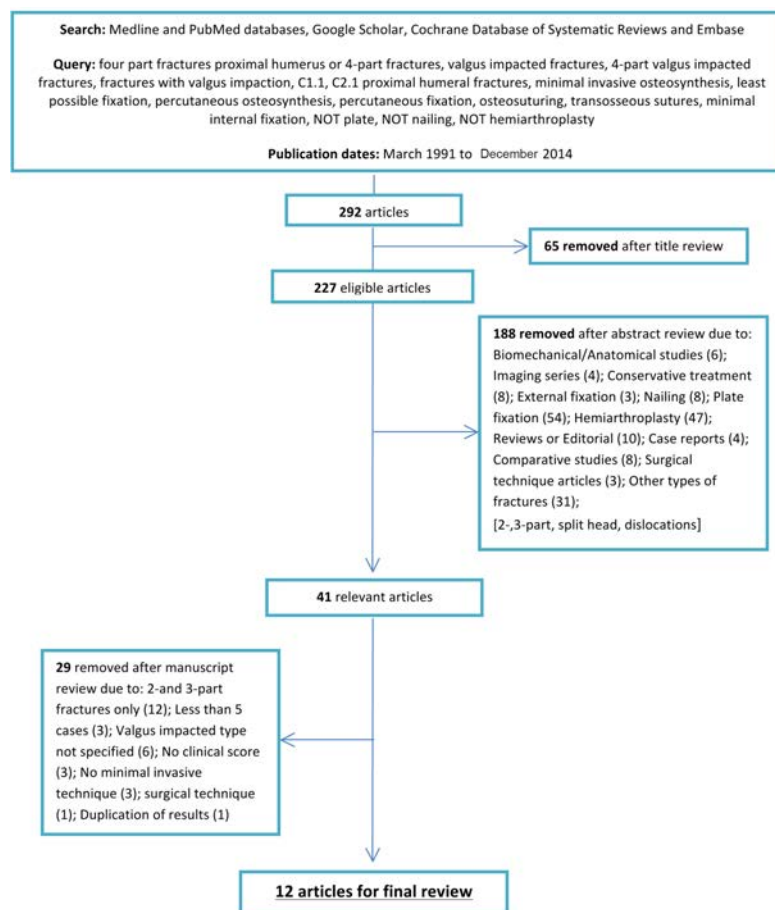 Search: Medline and PubMed databases, Google Scholar, Cochrane Database of Systematic Reviews and Embase
Query: four part fractures proximal humerus or 4-part fractures, valgus impacted fractures, 4-part valgus impacted
fractures, fractures with valgus impaction, C1.1, C2.1 proximal humeral fractures, minimal invasive osteosynthesis, least
possible fixation, percutaneous osteosynthesis, percutaneous fixation, osteosuturing, transosseous sutures, minimal
internal fixation, NOT plate, NOT nailing, NOT hemiarthroplasty
Publication dates: March 1991 to December 2014
292 articles
65 removed after title review
227 eligible articles
188 removed after abstract review due to:
Biomechanical/Anatomical studies (6);
Imaging series (4); Conservative treatment
(8); External fixation (3); Nailing (8); Plate
fixation (54); Hemiarthroplasty (47);
Reviews or Editorial (10); Case reports (4);
Comparative studies (8); Surgical
technique articles (3); Other types of
fractures (31);
[2-,3-part, split head, dislocations]
41 relevant articles
29 removed after manuscript
review due to: 2-and 3-part
fractures only (12); Less than 5
cases (3); Valgus impacted type
not specified (6); No clinical score
(3); No minimal invasive
technique (3); surgical technique
(1); Duplication of results (1)
12 articles for final review